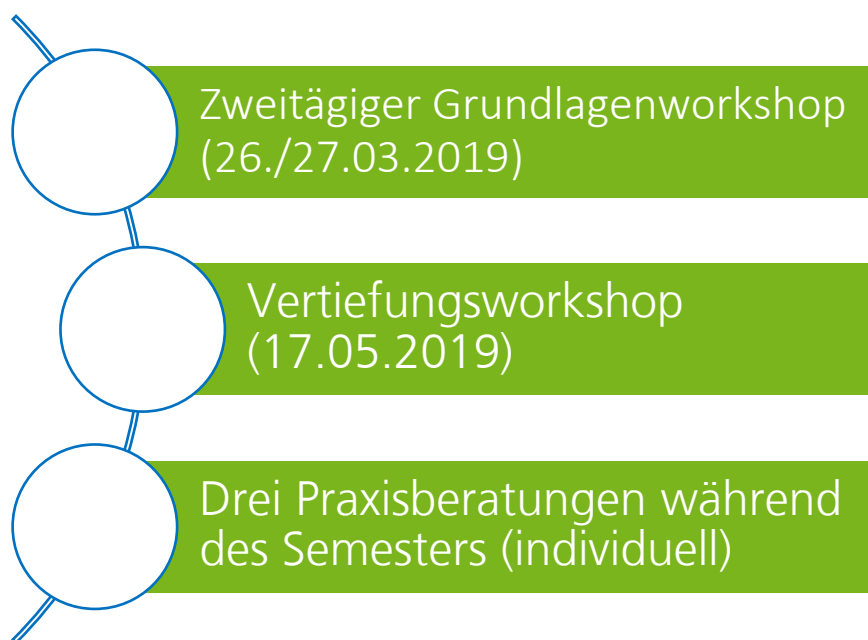 Zweitägiger Grundlagenworkshop
(26./27.03.2019)
Vertiefungsworkshop
(17.05.2019)
Drei Praxisberatungen während
des Semesters (individuell)